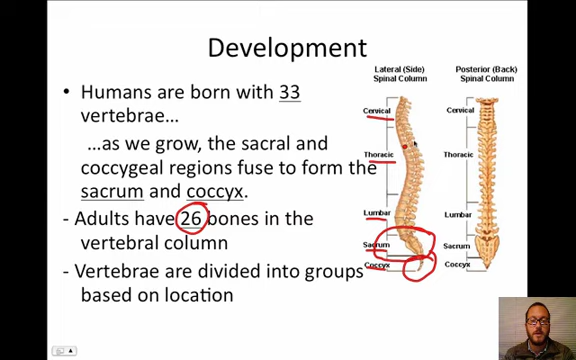 Development
• Humans are born with 33
vertebrae…
…as we grow, the sacral and
coccygeal regions fuse to form the
sacrum and coccyx.
- Adults have 26 bones in the
vertebral column
- Vertebrae are divided into groups
based on location
Lateral (Side)
Spinal Column
Cervical
Thoracic
Lumbar
Sacrum
Coccyx
Posterior (Back)
Spinal Column
Cervical
Thoracic
Lumbar
Sacrum
Coccyx